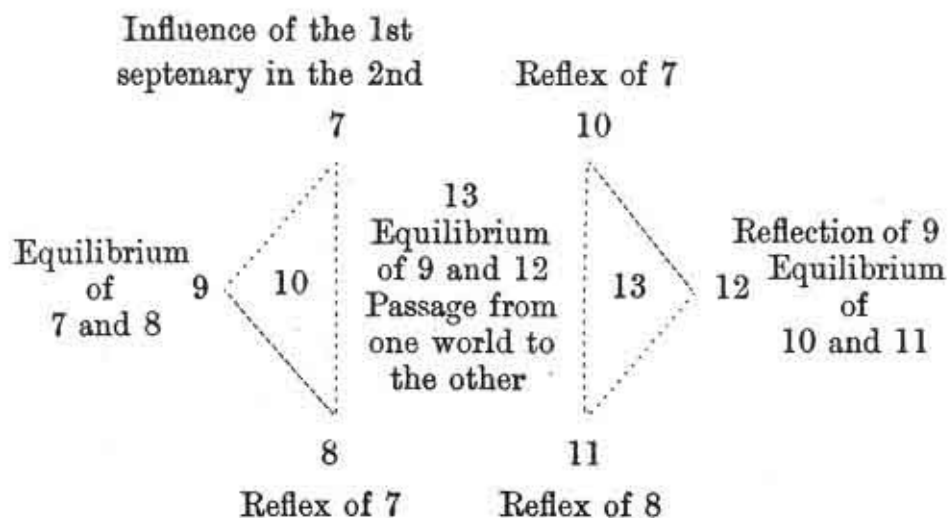 Influence of the 1st
septenary in the 2nd
7
Reflex of 7
10
Equilibrium
of
7 and 8
9
10
13
Equilibrium
of 9 and 12
Passage from
one world to
the other
13
12
Reflection of 9
Equilibrium
of
10 and 11
8
Reflex of 7
11
Reflex of 8